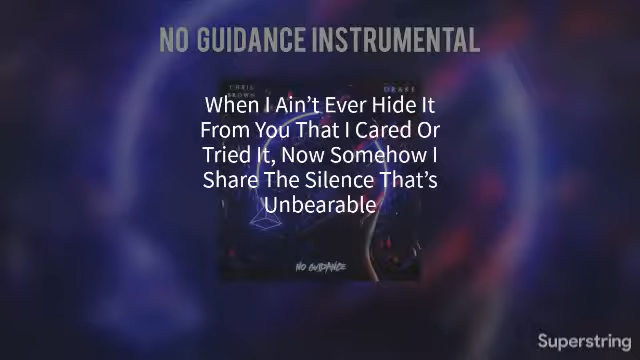 NO GUIDANCE INSTRUMENTAL
CHRIS
BROWN
DRAKE
When I Ain’t Ever Hide It
From You That I Cared Or
Tried It, Now Somehow I
Share The Silence That’s
Unbearable
NO GUIDANCE
Superstring